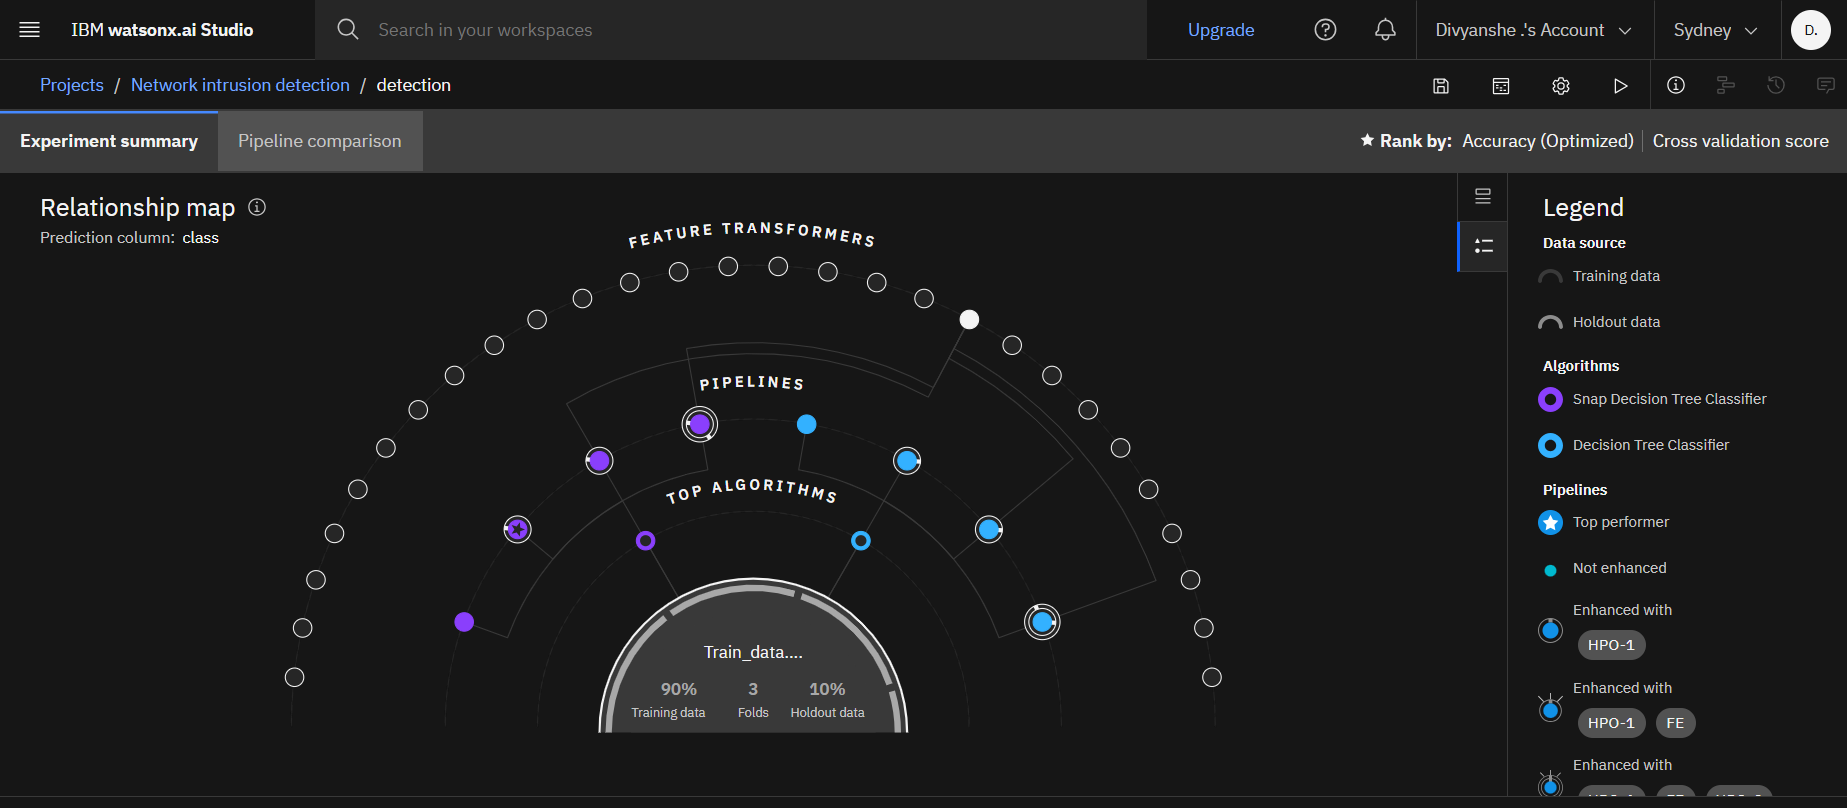 IBM watsonx.ai Studio
Search in your workspaces
Upgrade
Divyanshe .'s Account
Sydney
D.
Projects / Network intrusion detection / detection
Experiment summary
Pipeline comparison
Rank by: Accuracy (Optimized) | Cross validation score
Relationship map
Prediction column: class
FEATURE TRANSFORMERS
PIPELINES
TOP ALGORITHMS
Train_data....
90% 3 10%
Training data Folds Holdout data
Legend
Data source
Training data
Holdout data
Algorithms
Snap Decision Tree Classifier
Decision Tree Classifier
Pipelines
Top performer
Not enhanced
Enhanced with
HPO-1
Enhanced with
HPO-1 FE
Enhanced with